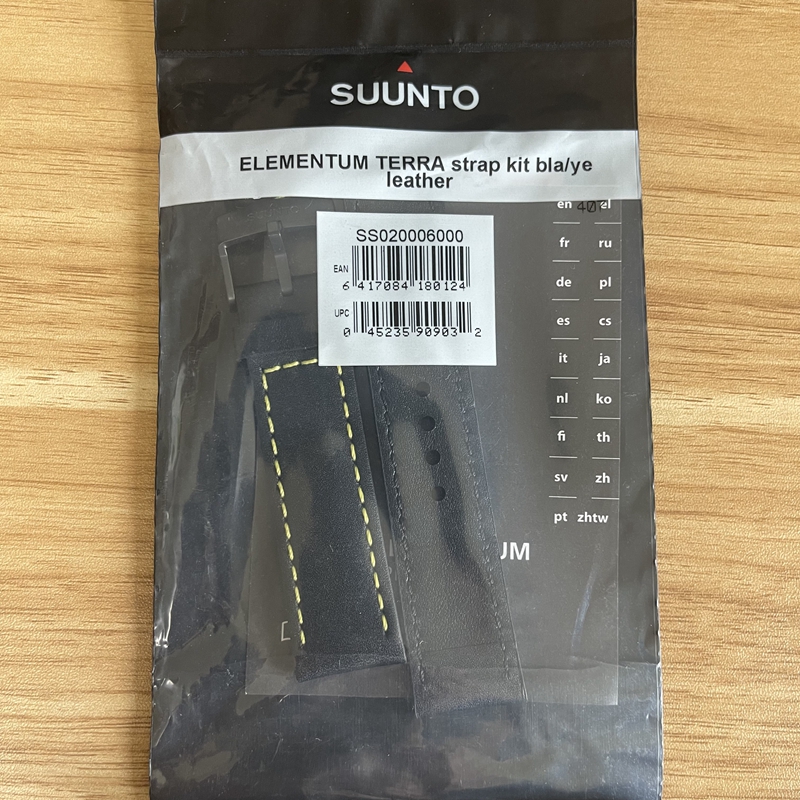 SUUNTO
ELEMENTUM TERRA strap kit bla/ye
leather
SS020006000
EAN
6 417084 180124
UPC
0 45235 90903 2
en el
fr ru
de pl
es cs
it ja
nl ko
fi th
sv zh
pt zhtw
UM